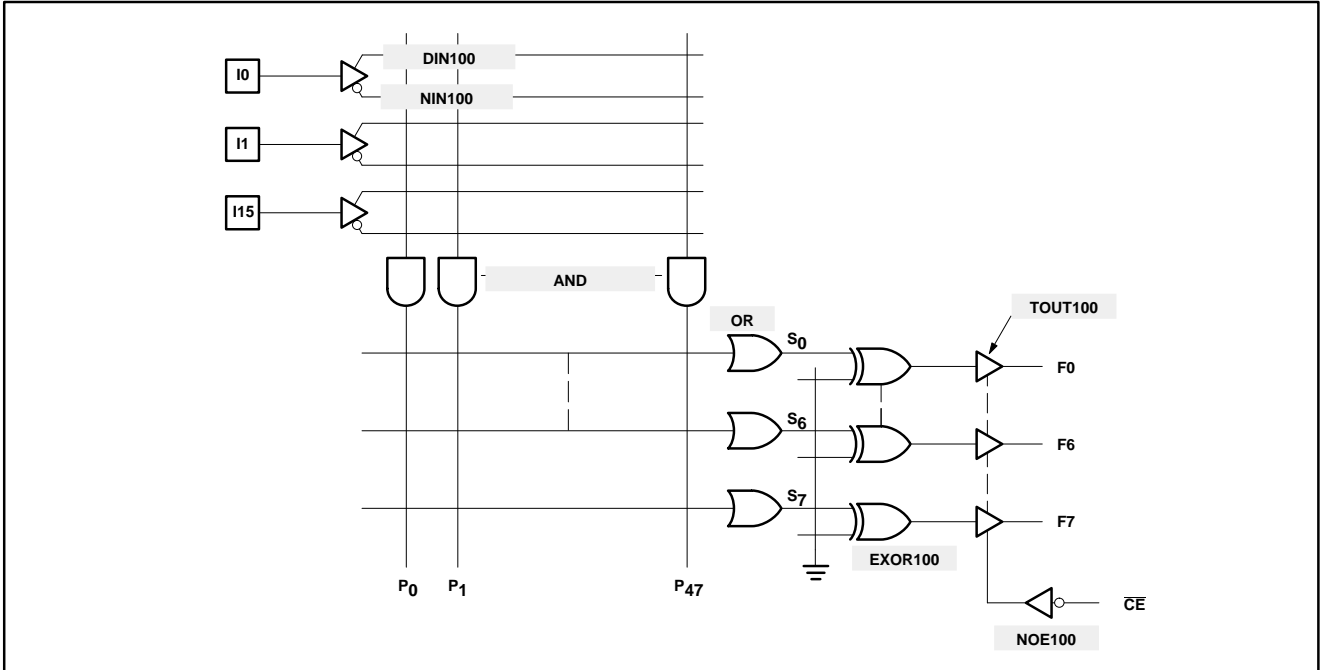 I0
DIN100
NIN100
I1
I15
AND
OR
TOUT100
S0
F0
S6
F6
S7
F7
EXOR100
P0 P1 P47
C̅E̅
NOE100